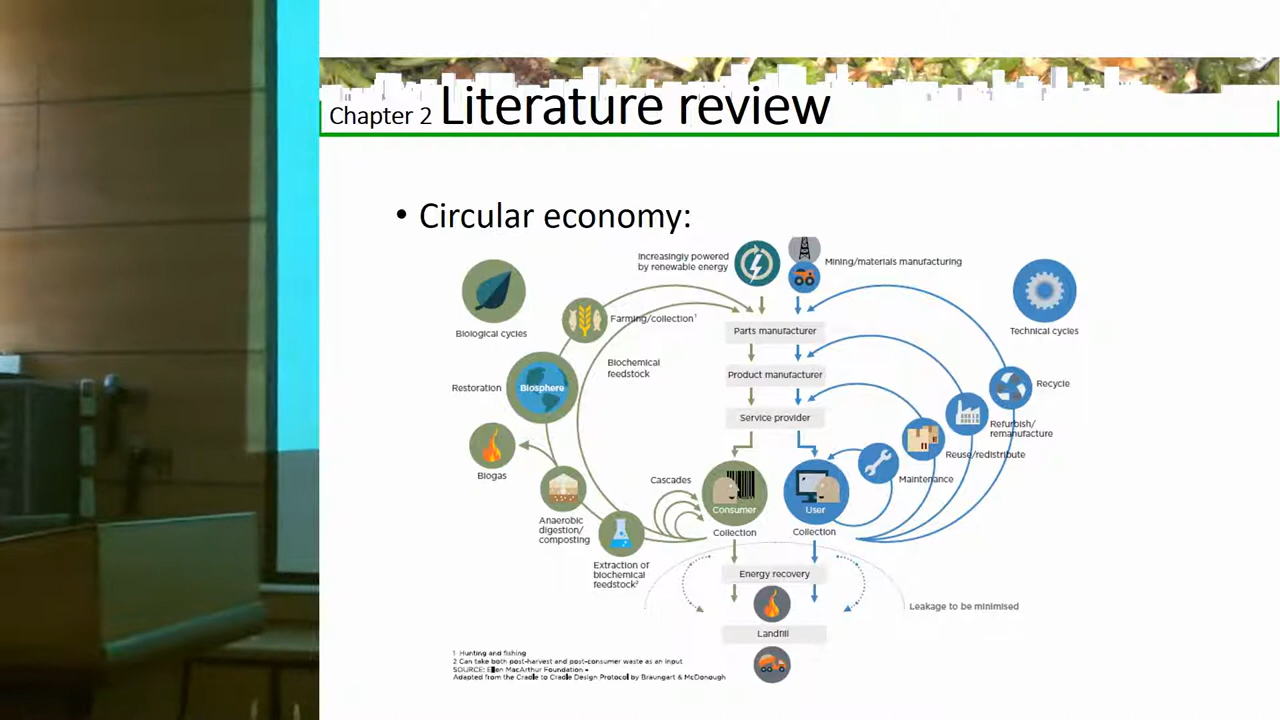 Chapter 2 Literature review
• Circular economy:
Increasingly powered
by renewable energy
Mining/materials manufacturing
Biological cycles
Farming/collection¹
Parts manufacturer
Technical cycles
Biochemical
feedstock
Product manufacturer
Restoration
Biosphere
Recycle
Service provider
Refurbish/
remanufacture
Reuse/redistribute
Biogas
Cascades
Maintenance
Consumer
User
Anaerobic
digestion/
composting
Collection
Collection
Extraction of
biochemical
feedstock²
Energy recovery
Leakage to be minimised
Landfill
1 Hunting and fishing
2 Can take both post-harvest and post-consumer waste as an input
SOURCE: Ellen MacArthur Foundation –
Adapted from the Cradle to Cradle Design Protocol by Braungart & McDonough